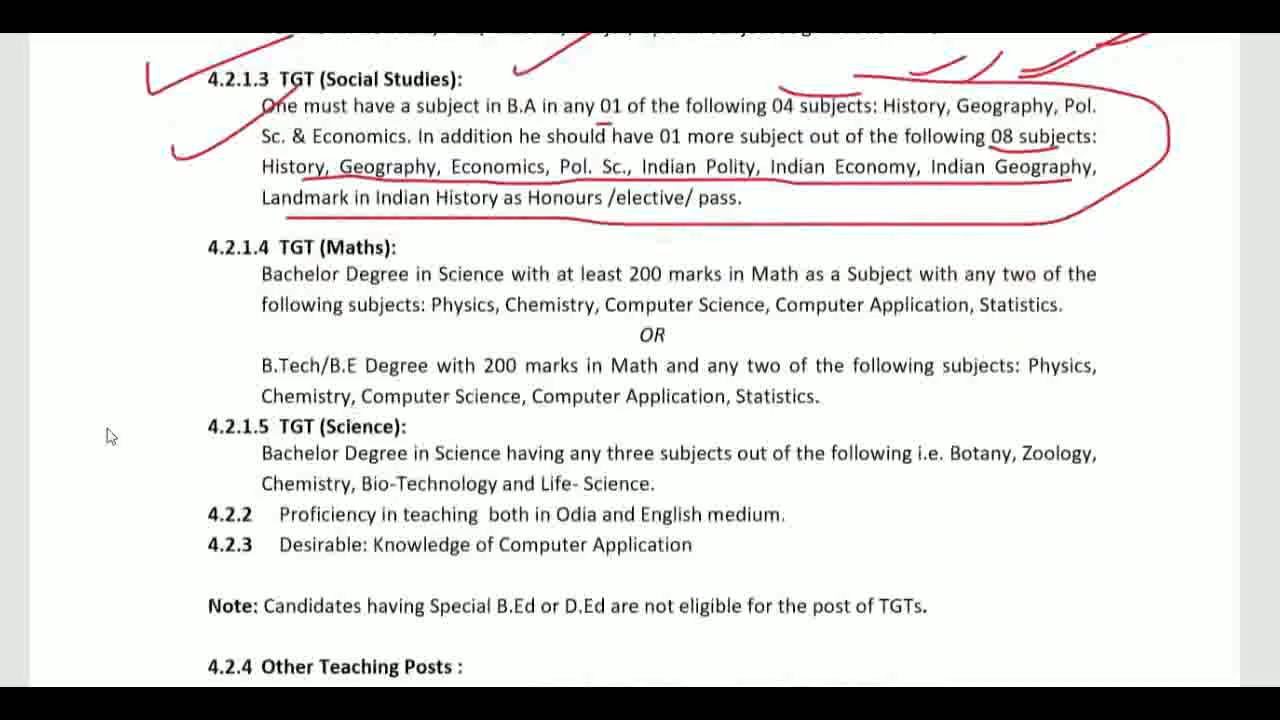 4.2.1.3 TGT (Social Studies):
One must have a subject in B.A in any 01 of the following 04 subjects: History, Geography, Pol.
Sc. & Economics. In addition he should have 01 more subject out of the following 08 subjects:
History, Geography, Economics, Pol. Sc., Indian Polity, Indian Economy, Indian Geography,
Landmark in Indian History as Honours /elective/ pass.
4.2.1.4 TGT (Maths):
Bachelor Degree in Science with at least 200 marks in Math as a Subject with any two of the
following subjects: Physics, Chemistry, Computer Science, Computer Application, Statistics.
OR
B.Tech/B.E Degree with 200 marks in Math and any two of the following subjects: Physics,
Chemistry, Computer Science, Computer Application, Statistics.
4.2.1.5 TGT (Science):
Bachelor Degree in Science having any three subjects out of the following i.e. Botany, Zoology,
Chemistry, Bio-Technology and Life- Science.
4.2.2 Proficiency in teaching both in Odia and English medium.
4.2.3 Desirable: Knowledge of Computer Application
Note: Candidates having Special B.Ed or D.Ed are not eligible for the post of TGTs.
4.2.4 Other Teaching Posts :